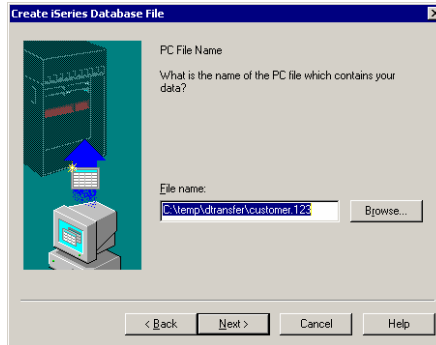 Create iSeries Database File
PC File Name
What is the name of the PC file which contains your
data?
File name:
C:\temp\dtransfer\customer.123
Browse...
< Back
Next >
Cancel
Help